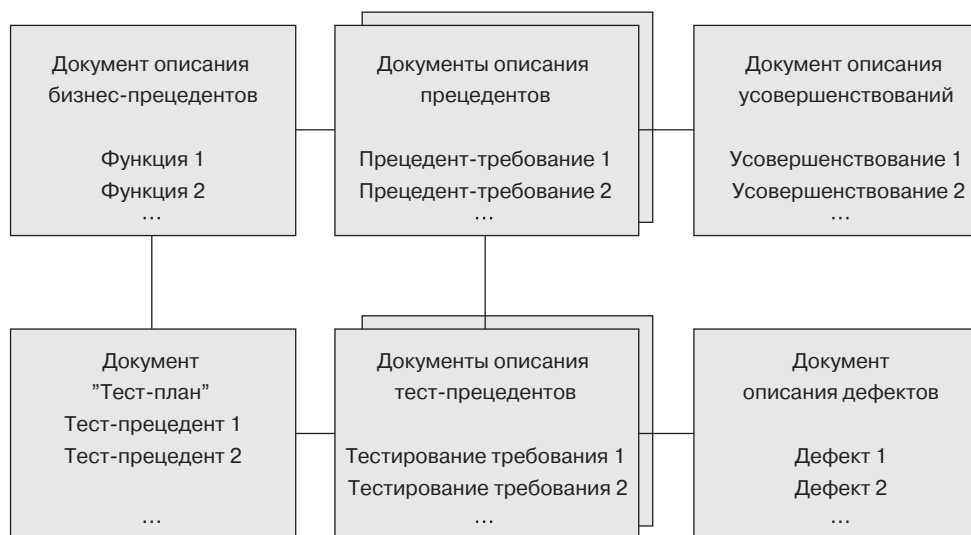 Документ описания
бизнес-прецедентов
Функция 1
Функция 2
...
Документы описания
прецедентов
Прецедент-требование 1
Прецедент-требование 2
...
Документ описания
усовершенствований
Усовершенствование 1
Усовершенствование 2
...
Документ
”Тест-план”
Тест-прецедент 1
Тест-прецедент 2
...
Документы описания
тест-прецедентов
Тестирование требования 1
Тестирование требования 2
...
Документ
описания дефектов
Дефект 1
Дефект 2
...